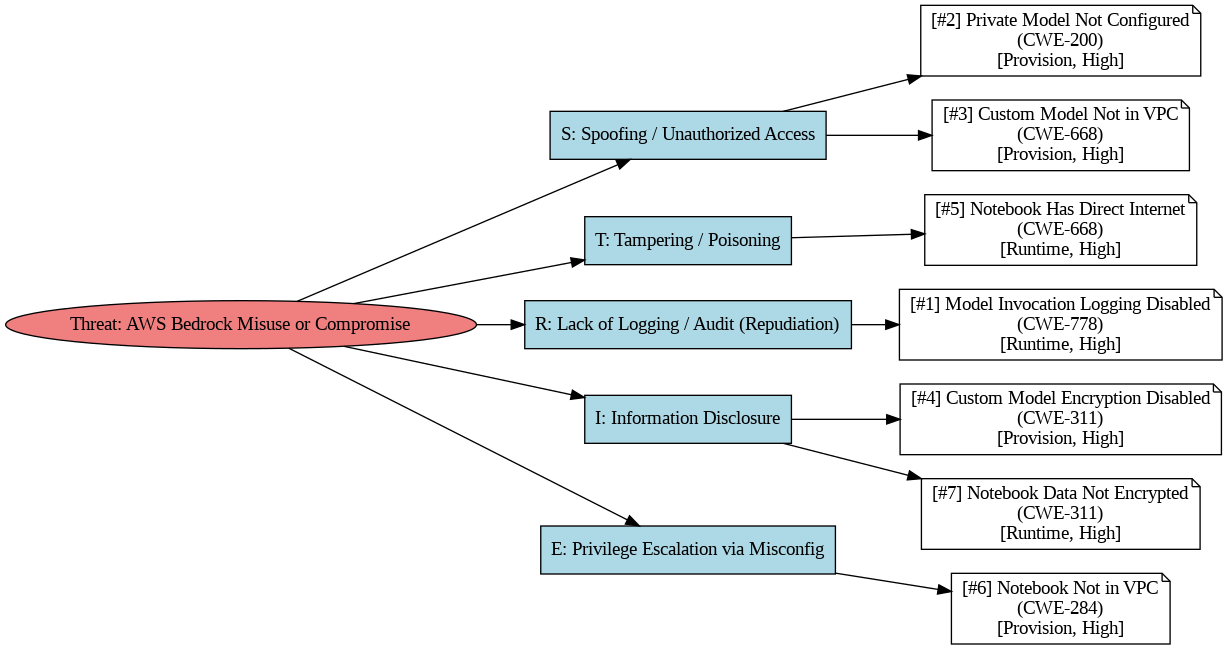 Threat: AWS Bedrock Misuse or Compromise
S: Spoofing / Unauthorized Access
T: Tampering / Poisoning
R: Lack of Logging / Audit (Repudiation)
I: Information Disclosure
E: Privilege Escalation via Misconfig
[#2] Private Model Not Configured
(CWE-200)
[Provision, High]
[#3] Custom Model Not in VPC
(CWE-668)
[Provision, High]
[#5] Notebook Has Direct Internet
(CWE-668)
[Runtime, High]
[#1] Model Invocation Logging Disabled
(CWE-778)
[Runtime, High]
[#4] Custom Model Encryption Disabled
(CWE-311)
[Provision, High]
[#7] Notebook Data Not Encrypted
(CWE-311)
[Runtime, High]
[#6] Notebook Not in VPC
(CWE-284)
[Provision, High]